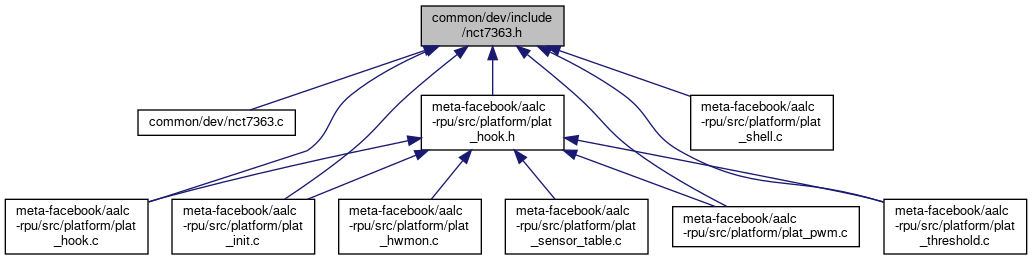 common/dev/include
/nct7363.h
common/dev/nct7363.c
meta-facebook/aalc
-rpu/src/platform/plat
_hook.h
meta-facebook/aalc
-rpu/src/platform/plat
_shell.c
meta-facebook/aalc
-rpu/src/platform/plat
_hook.c
meta-facebook/aalc
-rpu/src/platform/plat
_init.c
meta-facebook/aalc
-rpu/src/platform/plat
_hwmon.c
meta-facebook/aalc
-rpu/src/platform/plat
_sensor_table.c
meta-facebook/aalc
-rpu/src/platform/plat_pwm.c
meta-facebook/aalc
-rpu/src/platform/plat
_threshold.c